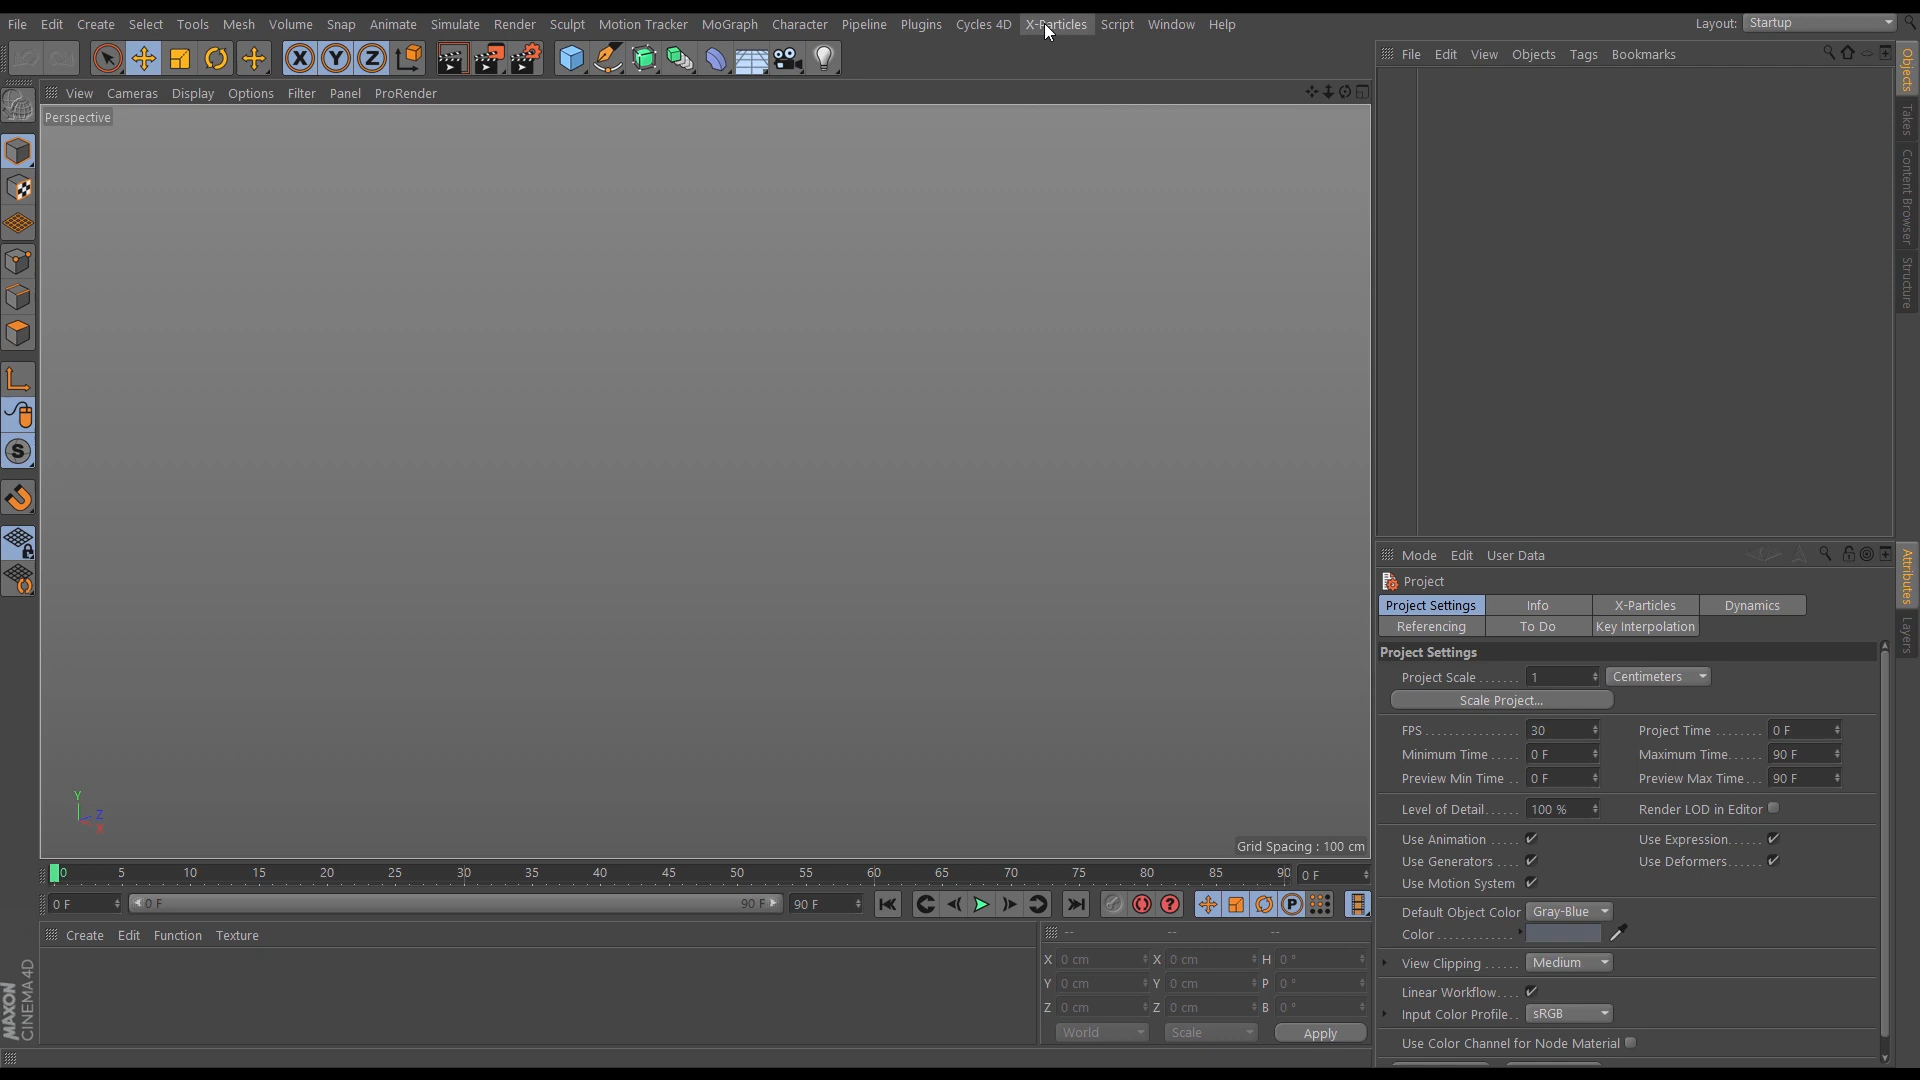 File Edit Create Select Tools Mesh Volume Snap Animate Simulate Render Sculpt Motion Tracker MoGraph Character Pipeline Plugins Cycles 4D X-Particles Script Window Help Layout: Startup
X Y Z
File Edit View Objects Tags Bookmarks
View Cameras Display Options Filter Panel ProRender
Perspective
Objects
Takes
Content Browser
Structure
Mode Edit User Data
Project
Project Settings Info X-Particles Dynamics
Referencing To Do Key Interpolation
Attributes
Layers
Project Settings
Project Scale ....... 1 Centimeters
Scale Project...
FPS ............... 30 Project Time ........ 0 F
Minimum Time ..... 0 F Maximum Time...... 90 F
Preview Min Time .. 0 F Preview Max Time... 90 F
Level of Detail...... 100 % Render LOD in Editor
Use Animation ..... Use Expression......
Use Generators .... Use Deformers......
Use Motion System
Default Object Color Gray-Blue
Color .............
View Clipping ...... Medium
Linear Workflow....
Input Color Profile.. sRGB
Use Color Channel for Node Material
Y
Z
X
Grid Spacing : 100 cm
0 5 10 15 20 25 30 35 40 45 50 55 60 65 70 75 80 85 90 0 F
0 F 0 F 90 F 90 F P
Create Edit Function Texture
-- -- --
X 0 cm X 0 cm H 0 °
Y 0 cm Y 0 cm P 0 °
Z 0 cm Z 0 cm B 0 °
World Scale Apply
MAXON
CINEMA 4D